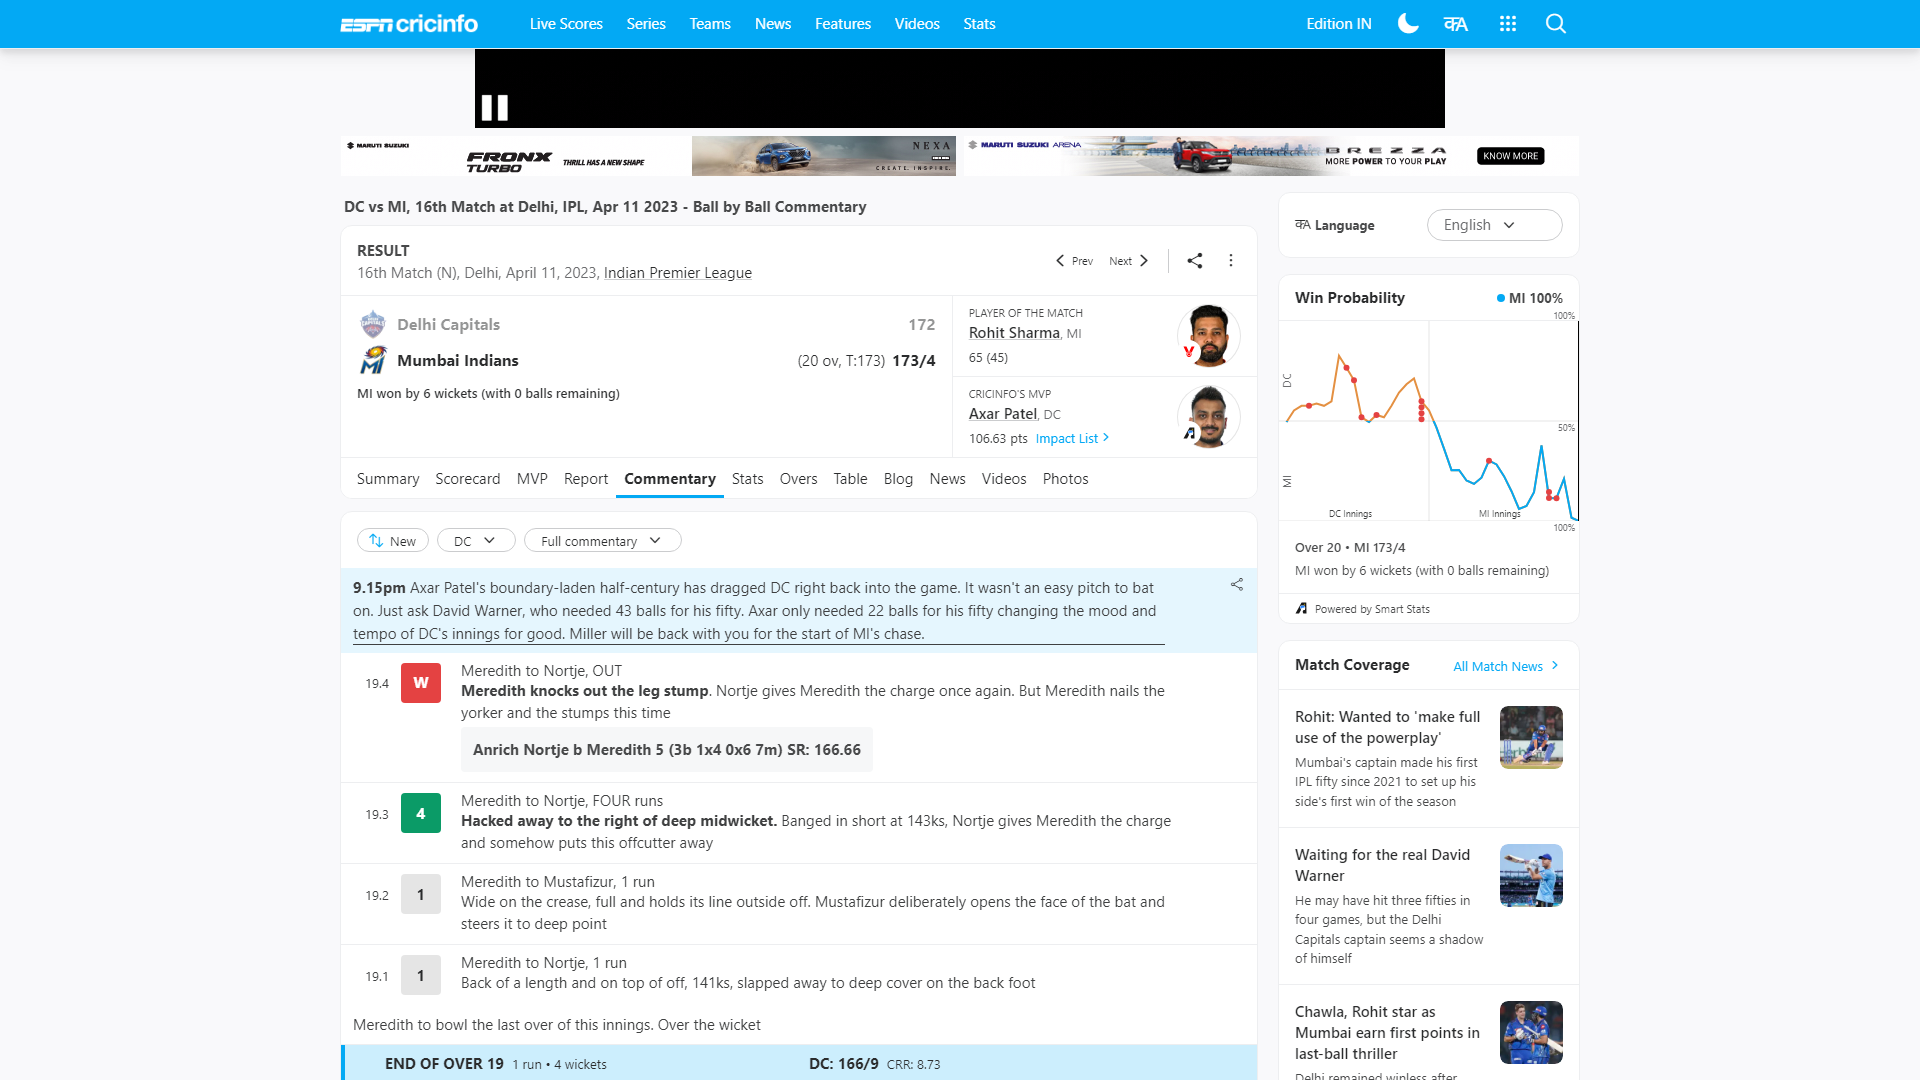 ESPN cricinfo
Live Scores Series Teams News Features Videos Stats
Edition IN
MARUTI SUZUKI
FRONX TURBO THRILL HAS A NEW SHAPE
NEXA
CREATE. INSPIRE.
MARUTI SUZUKI ARENA
BREZZA
MORE POWER TO YOUR PLAY
KNOW MORE
DC vs MI, 16th Match at Delhi, IPL, Apr 11 2023 - Ball by Ball Commentary
RESULT
16th Match (N), Delhi, April 11, 2023, Indian Premier League
Prev Next
Delhi Capitals 172
Mumbai Indians (20 ov, T:173) 173/4
MI won by 6 wickets (with 0 balls remaining)
PLAYER OF THE MATCH
Rohit Sharma, MI
65 (45)
CRICINFO'S MVP
Axar Patel, DC
106.63 pts Impact List
Summary Scorecard MVP Report Commentary Stats Overs Table Blog News Videos Photos
New DC Full commentary
9.15pm Axar Patel's boundary-laden half-century has dragged DC right back into the game. It wasn't an easy pitch to bat
on. Just ask David Warner, who needed 43 balls for his fifty. Axar only needed 22 balls for his fifty changing the mood and
tempo of DC's innings for good. Miller will be back with you for the start of MI's chase.
19.4 W Meredith to Nortje, OUT
Meredith knocks out the leg stump. Nortje gives Meredith the charge once again. But Meredith nails the
yorker and the stumps this time
Anrich Nortje b Meredith 5 (3b 1x4 0x6 7m) SR: 166.66
19.3 4 Meredith to Nortje, FOUR runs
Hacked away to the right of deep midwicket. Banged in short at 143ks, Nortje gives Meredith the charge
and somehow puts this offcutter away
19.2 1 Meredith to Mustafizur, 1 run
Wide on the crease, full and holds its line outside off. Mustafizur deliberately opens the face of the bat and
steers it to deep point
19.1 1 Meredith to Nortje, 1 run
Back of a length and on top of off, 141ks, slapped away to deep cover on the back foot
Meredith to bowl the last over of this innings. Over the wicket
END OF OVER 19 1 run • 4 wickets DC: 166/9 CRR: 8.73
क/A Language English
Win Probability MI 100%
100%
DC
50%
MI
DC Innings MI Innings
100%
Over 20 • MI 173/4
MI won by 6 wickets (with 0 balls remaining)
Powered by Smart Stats
Match Coverage All Match News
Rohit: Wanted to 'make full
use of the powerplay'
Mumbai's captain made his first
IPL fifty since 2021 to set up his
side's first win of the season
Waiting for the real David
Warner
He may have hit three fifties in
four games, but the Delhi
Capitals captain seems a shadow
of himself
Chawla, Rohit star as
Mumbai earn first points in
last-ball thriller
Delhi remained winless after